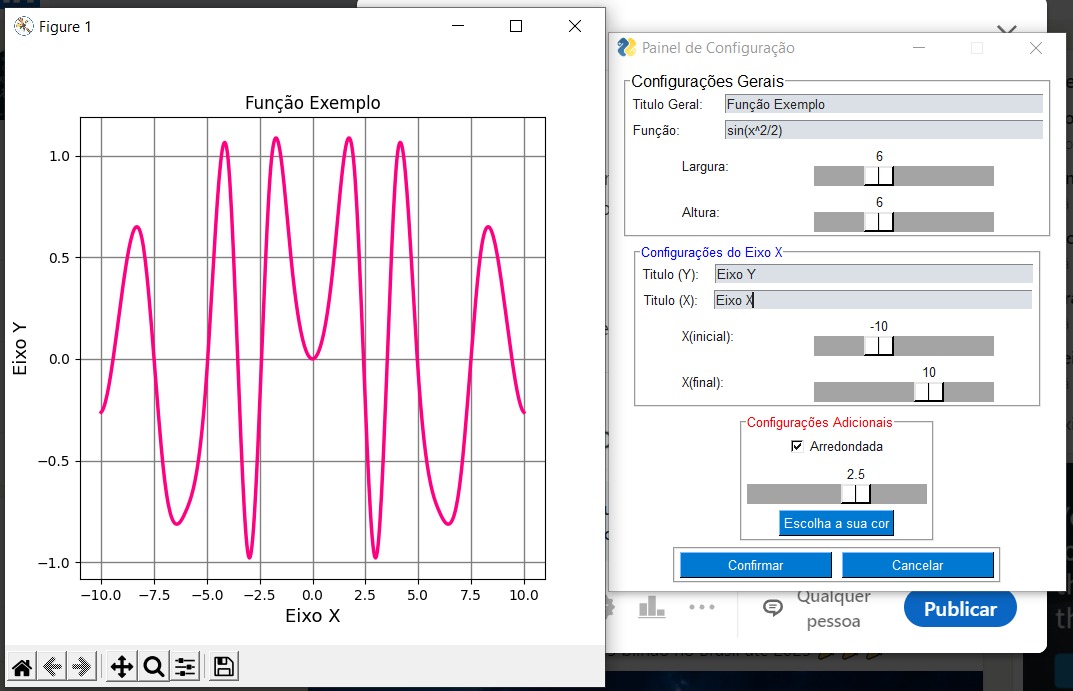 Figure 1
Função Exemplo
1.0
0.5
0.0
−0.5
−1.0
Eixo Y
−10.0 −7.5 −5.0 −2.5 0.0 2.5 5.0 7.5 10.0
Eixo X
Painel de Configuração
Configurações Gerais
Titulo Geral: Função Exemplo
Função: sin(x^2/2)
Largura: 6
Altura: 6
Configurações do Eixo X
Titulo (Y): Eixo Y
Titulo (X): Eixo X
X(inicial): -10
X(final): 10
Configurações Adicionais
Arredondada
2.5
Escolha a sua cor
Confirmar Cancelar
Qualquer
pessoa
Publicar